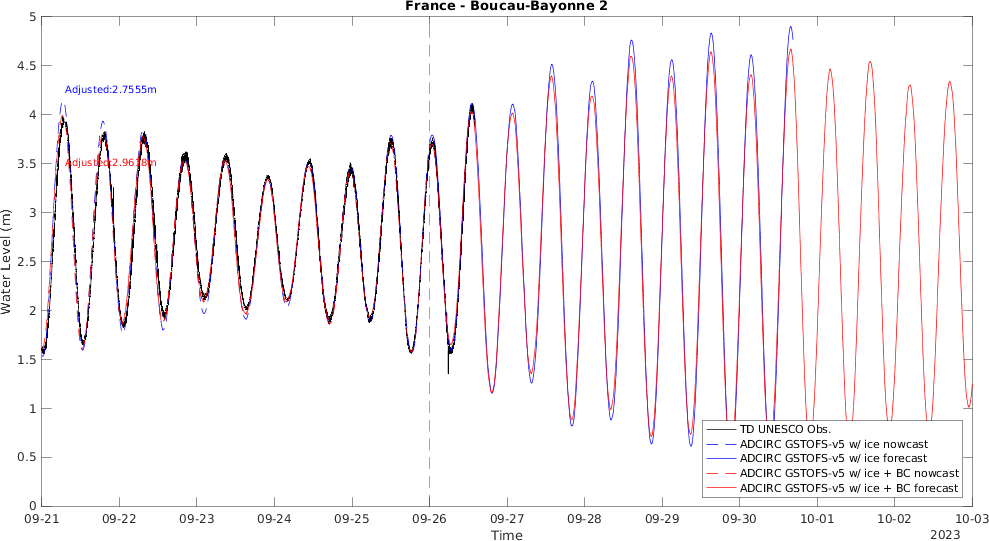 France - Boucau-Bayonne 2
5
4.5
4
3.5
3
2.5
2
1.5
1
0.5
0
Water Level (m)
Adjusted:2.7555m
Adjusted:2.9618m
TD UNESCO Obs.
ADCIRC GSTOFS-v5 w/ ice nowcast
ADCIRC GSTOFS-v5 w/ ice forecast
ADCIRC GSTOFS-v5 w/ ice + BC nowcast
ADCIRC GSTOFS-v5 w/ ice + BC forecast
09-21 09-22 09-23 09-24 09-25 09-26 09-27 09-28 09-29 09-30 10-01 10-02 10-03
Time
2023